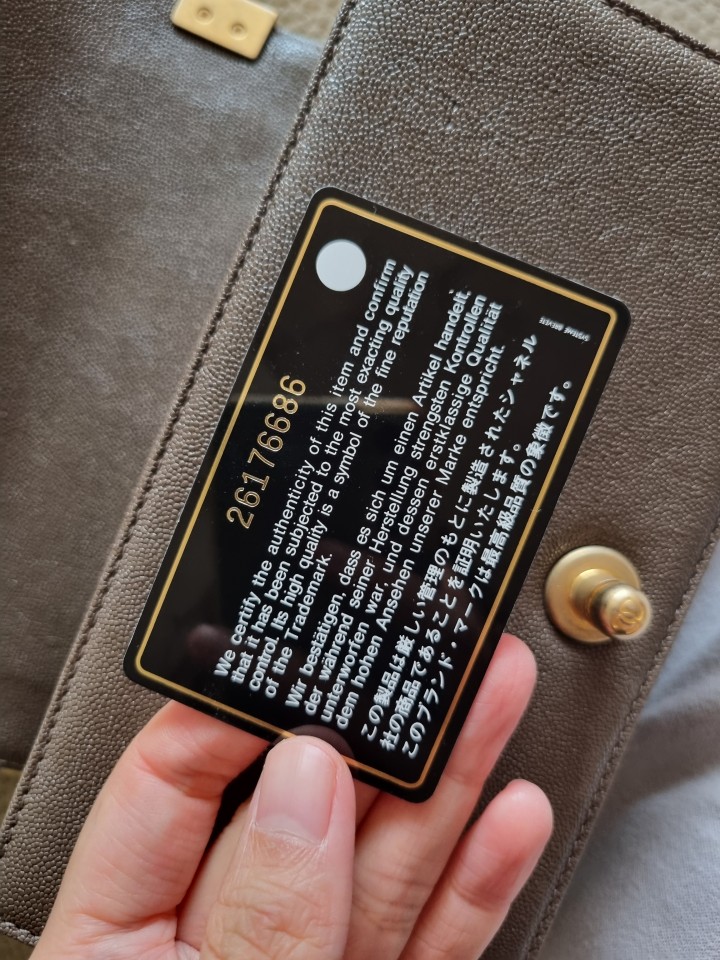 26176686
We certify the authenticity of this item and confirm
that it has been subjected to the most exacting quality
control. Its high quality is a symbol of the fine reputation
of the Trademark.
Wir bestätigen, dass es sich um einen Artikel handelt,
der während seiner Herstellung strengsten Kontrollen
unterworfen war, und dessen erstklassige Qualität
dem hohen Ansehen unserer Marke entspricht.
この製品は厳しい管理のもとに製造されたシャネル
社の商品であることを証明いたします。
このブランド・マークは最高級品質の象徴です。